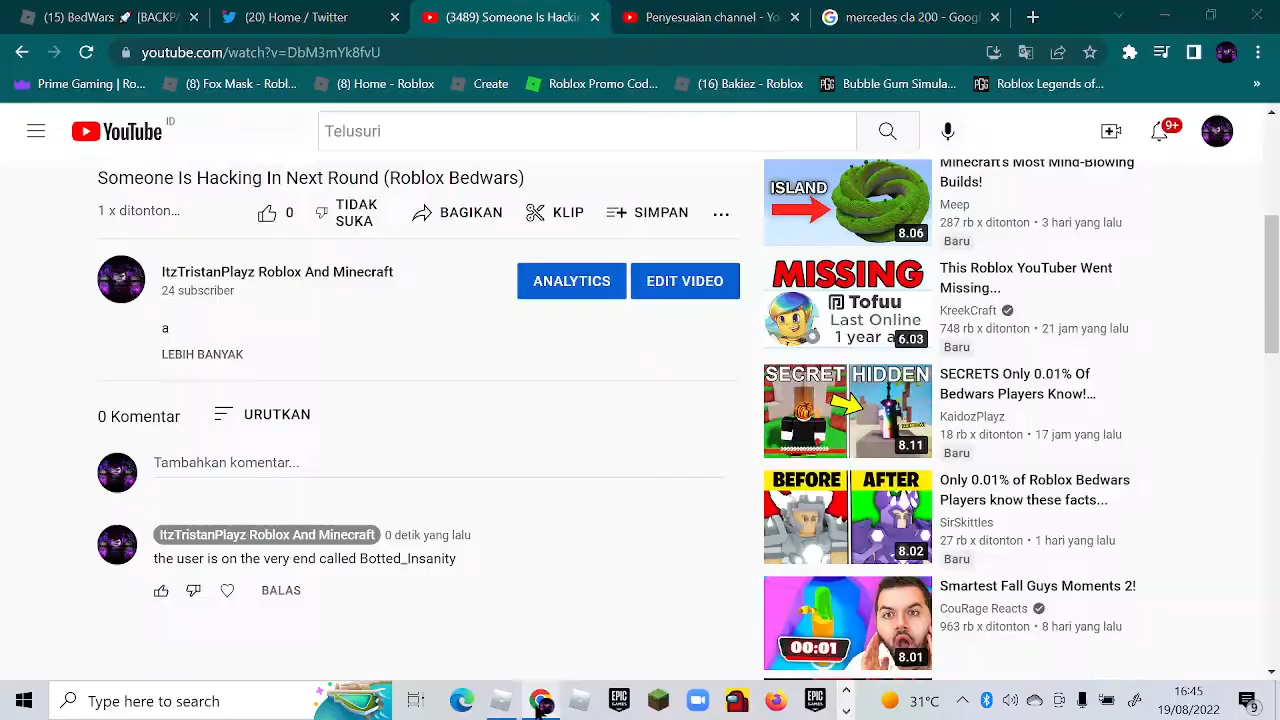 (15) BedWars 🚀 [BACKP
(20) Home / Twitter
(3489) Someone Is Hackin
Penyesuaian channel - Yo
mercedes cla 200 - Googl
youtube.com/watch?v=DbM3mYk8fvU
Prime Gaming | Ro...
(8) Fox Mask - Robl...
(8) Home - Roblox
Create
Roblox Promo Cod...
(16) Bakiez - Roblox
Bubble Gum Simula...
Roblox Legends of...
»
YouTube ID
Telusuri
9+
Someone Is Hacking In Next Round (Roblox Bedwars)
1 x ditonton...
0
TIDAK
SUKA
BAGIKAN
KLIP
SIMPAN
...
ItzTristanPlayz Roblox And Minecraft
24 subscriber
ANALYTICS
EDIT VIDEO
a
LEBIH BANYAK
0 Komentar
URUTKAN
Tambahkan komentar...
ItzTristanPlayz Roblox And Minecraft 0 detik yang lalu
the user is on the very end called Botted_Insanity
BALAS
ISLAND
8.06
Minecraft's Most Mind-Blowing
Builds!
Meep
287 rb x ditonton • 3 hari yang lalu
Baru
MISSING
Tofuu
Last Online
1 year a
6.03
This Roblox YouTuber Went
Missing...
KreekCraft
748 rb x ditonton • 21 jam yang lalu
Baru
SECRET HIDDEN
8.11
SECRETS Only 0.01% Of
Bedwars Players Know!...
KaidozPlayz
18 rb x ditonton • 17 jam yang lalu
Baru
BEFORE AFTER
8.02
Only 0.01% of Roblox Bedwars
Players know these facts...
SirSkittles
27 rb x ditonton • 1 hari yang lalu
Baru
00:01
8.01
Smartest Fall Guys Moments 2!
CouRage Reacts
963 rb x ditonton • 8 hari yang lalu
Type here to search
EPIC
GAMES
EPIC
GAMES
31°C
16:45
19/08/2022
9